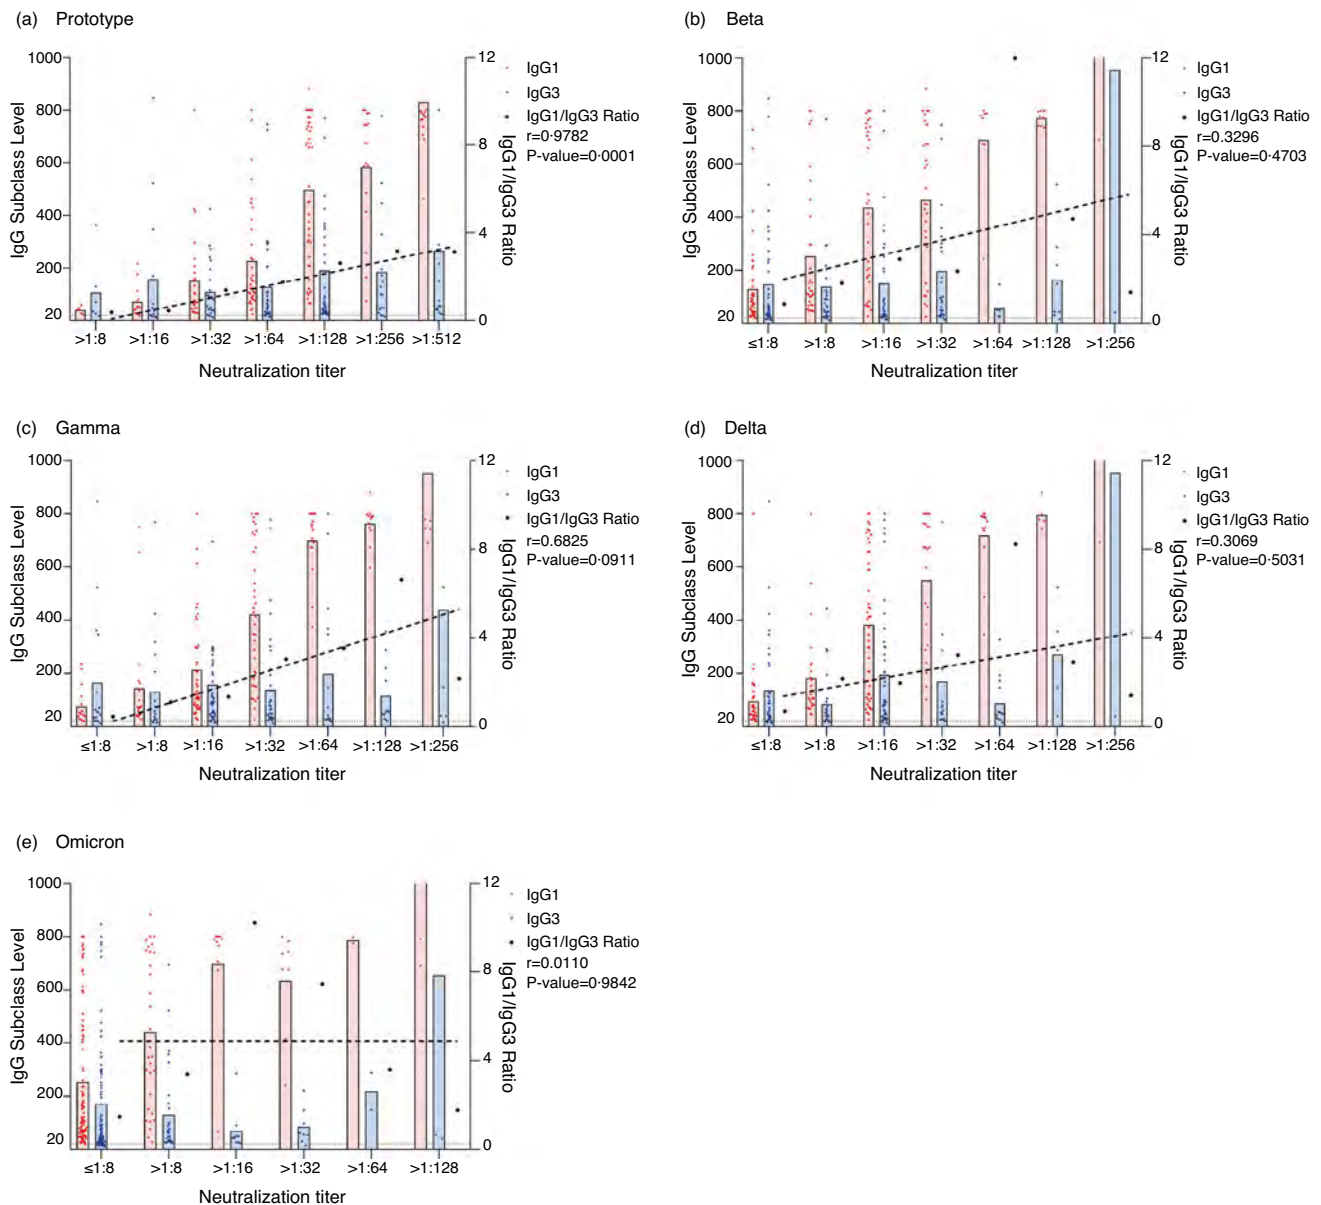 (a) Prototype
1000
800
600
400
200
20
IgG Subclass Level
12
8
4
0
IgG1/IgG3 Ratio
IgG1
IgG3
IgG1/IgG3 Ratio
r=0·9782
P-value=0·0001
>1:8 >1:16 >1:32 >1:64 >1:128 >1:256 >1:512
Neutralization titer
(b) Beta
1000
800
600
400
200
20
IgG Subclass Level
12
8
4
0
IgG1/IgG3 Ratio
IgG1
IgG3
IgG1/IgG3 Ratio
r=0.3296
P-value=0·4703
≤1:8 >1:8 >1:16 >1:32 >1:64 >1:128 >1:256
Neutralization titer
(c) Gamma
1000
800
600
400
200
20
IgG Subclass Level
12
8
4
0
IgG1/IgG3 Ratio
IgG1
IgG3
IgG1/IgG3 Ratio
r=0.6825
P-value=0·0911
≤1:8 >1:8 >1:16 >1:32 >1:64 >1:128 >1:256
Neutralization titer
(d) Delta
1000
800
600
400
200
20
IgG Subclass Level
12
8
4
0
IgG1/IgG3 Ratio
IgG1
IgG3
IgG1/IgG3 Ratio
r=0.3069
P-value=0·5031
≤1:8 >1:8 >1:16 >1:32 >1:64 >1:128 >1:256
Neutralization titer
(e) Omicron
1000
800
600
400
200
20
IgG Subclass Level
12
8
4
0
IgG1/IgG3 Ratio
IgG1
IgG3
IgG1/IgG3 Ratio
r=0.0110
P-value=0·9842
≤1:8 >1:8 >1:16 >1:32 >1:64 >1:128
Neutralization titer